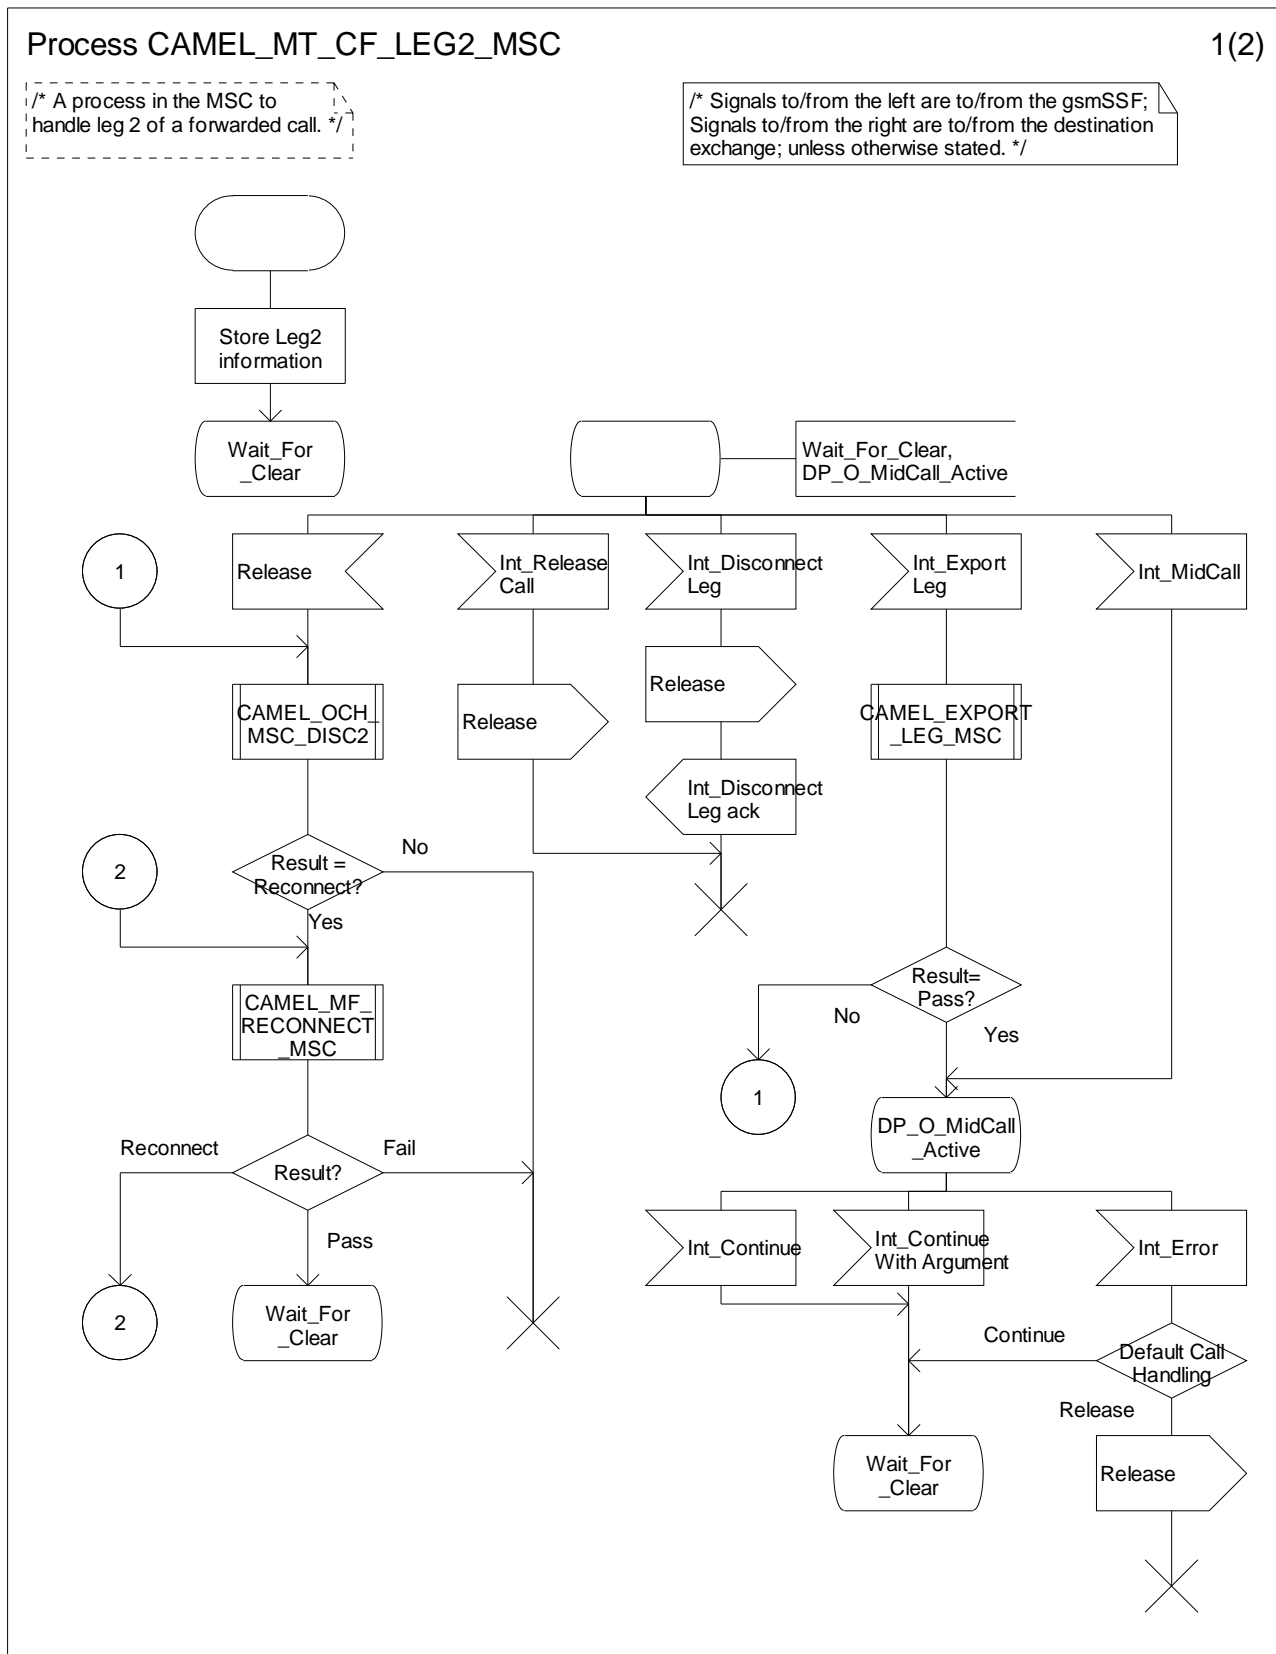 Process CAMEL_MT_CF_LEG2_MSC
1(2)
/* A process in the MSC to
handle leg 2 of a forwarded call. */
/* Signals to/from the left are to/from the gsmSSF;
Signals to/from the right are to/from the destination
exchange; unless otherwise stated. */
Store Leg2
information
Wait_For
_Clear
Wait_For_Clear,
DP_O_MidCall_Active
1
Release
Int_Release
Call
Int_Disconnect
Leg
Int_Export
Leg
Int_MidCall
CAMEL_OCH_
MSC_DISC2
Release
Release
CAMEL_EXPORT
_LEG_MSC
Int_Disconnect
Leg ack
2
Result =
Reconnect?
No
Yes
CAMEL_MF_
RECONNECT
_MSC
Result=
Pass?
No
Yes
1
DP_O_MidCall
_Active
Reconnect
Result?
Fail
Pass
2
Wait_For
_Clear
Int_Continue
Int_Continue
With Argument
Int_Error
Continue
Default Call
Handling
Release
Wait_For
_Clear
Release